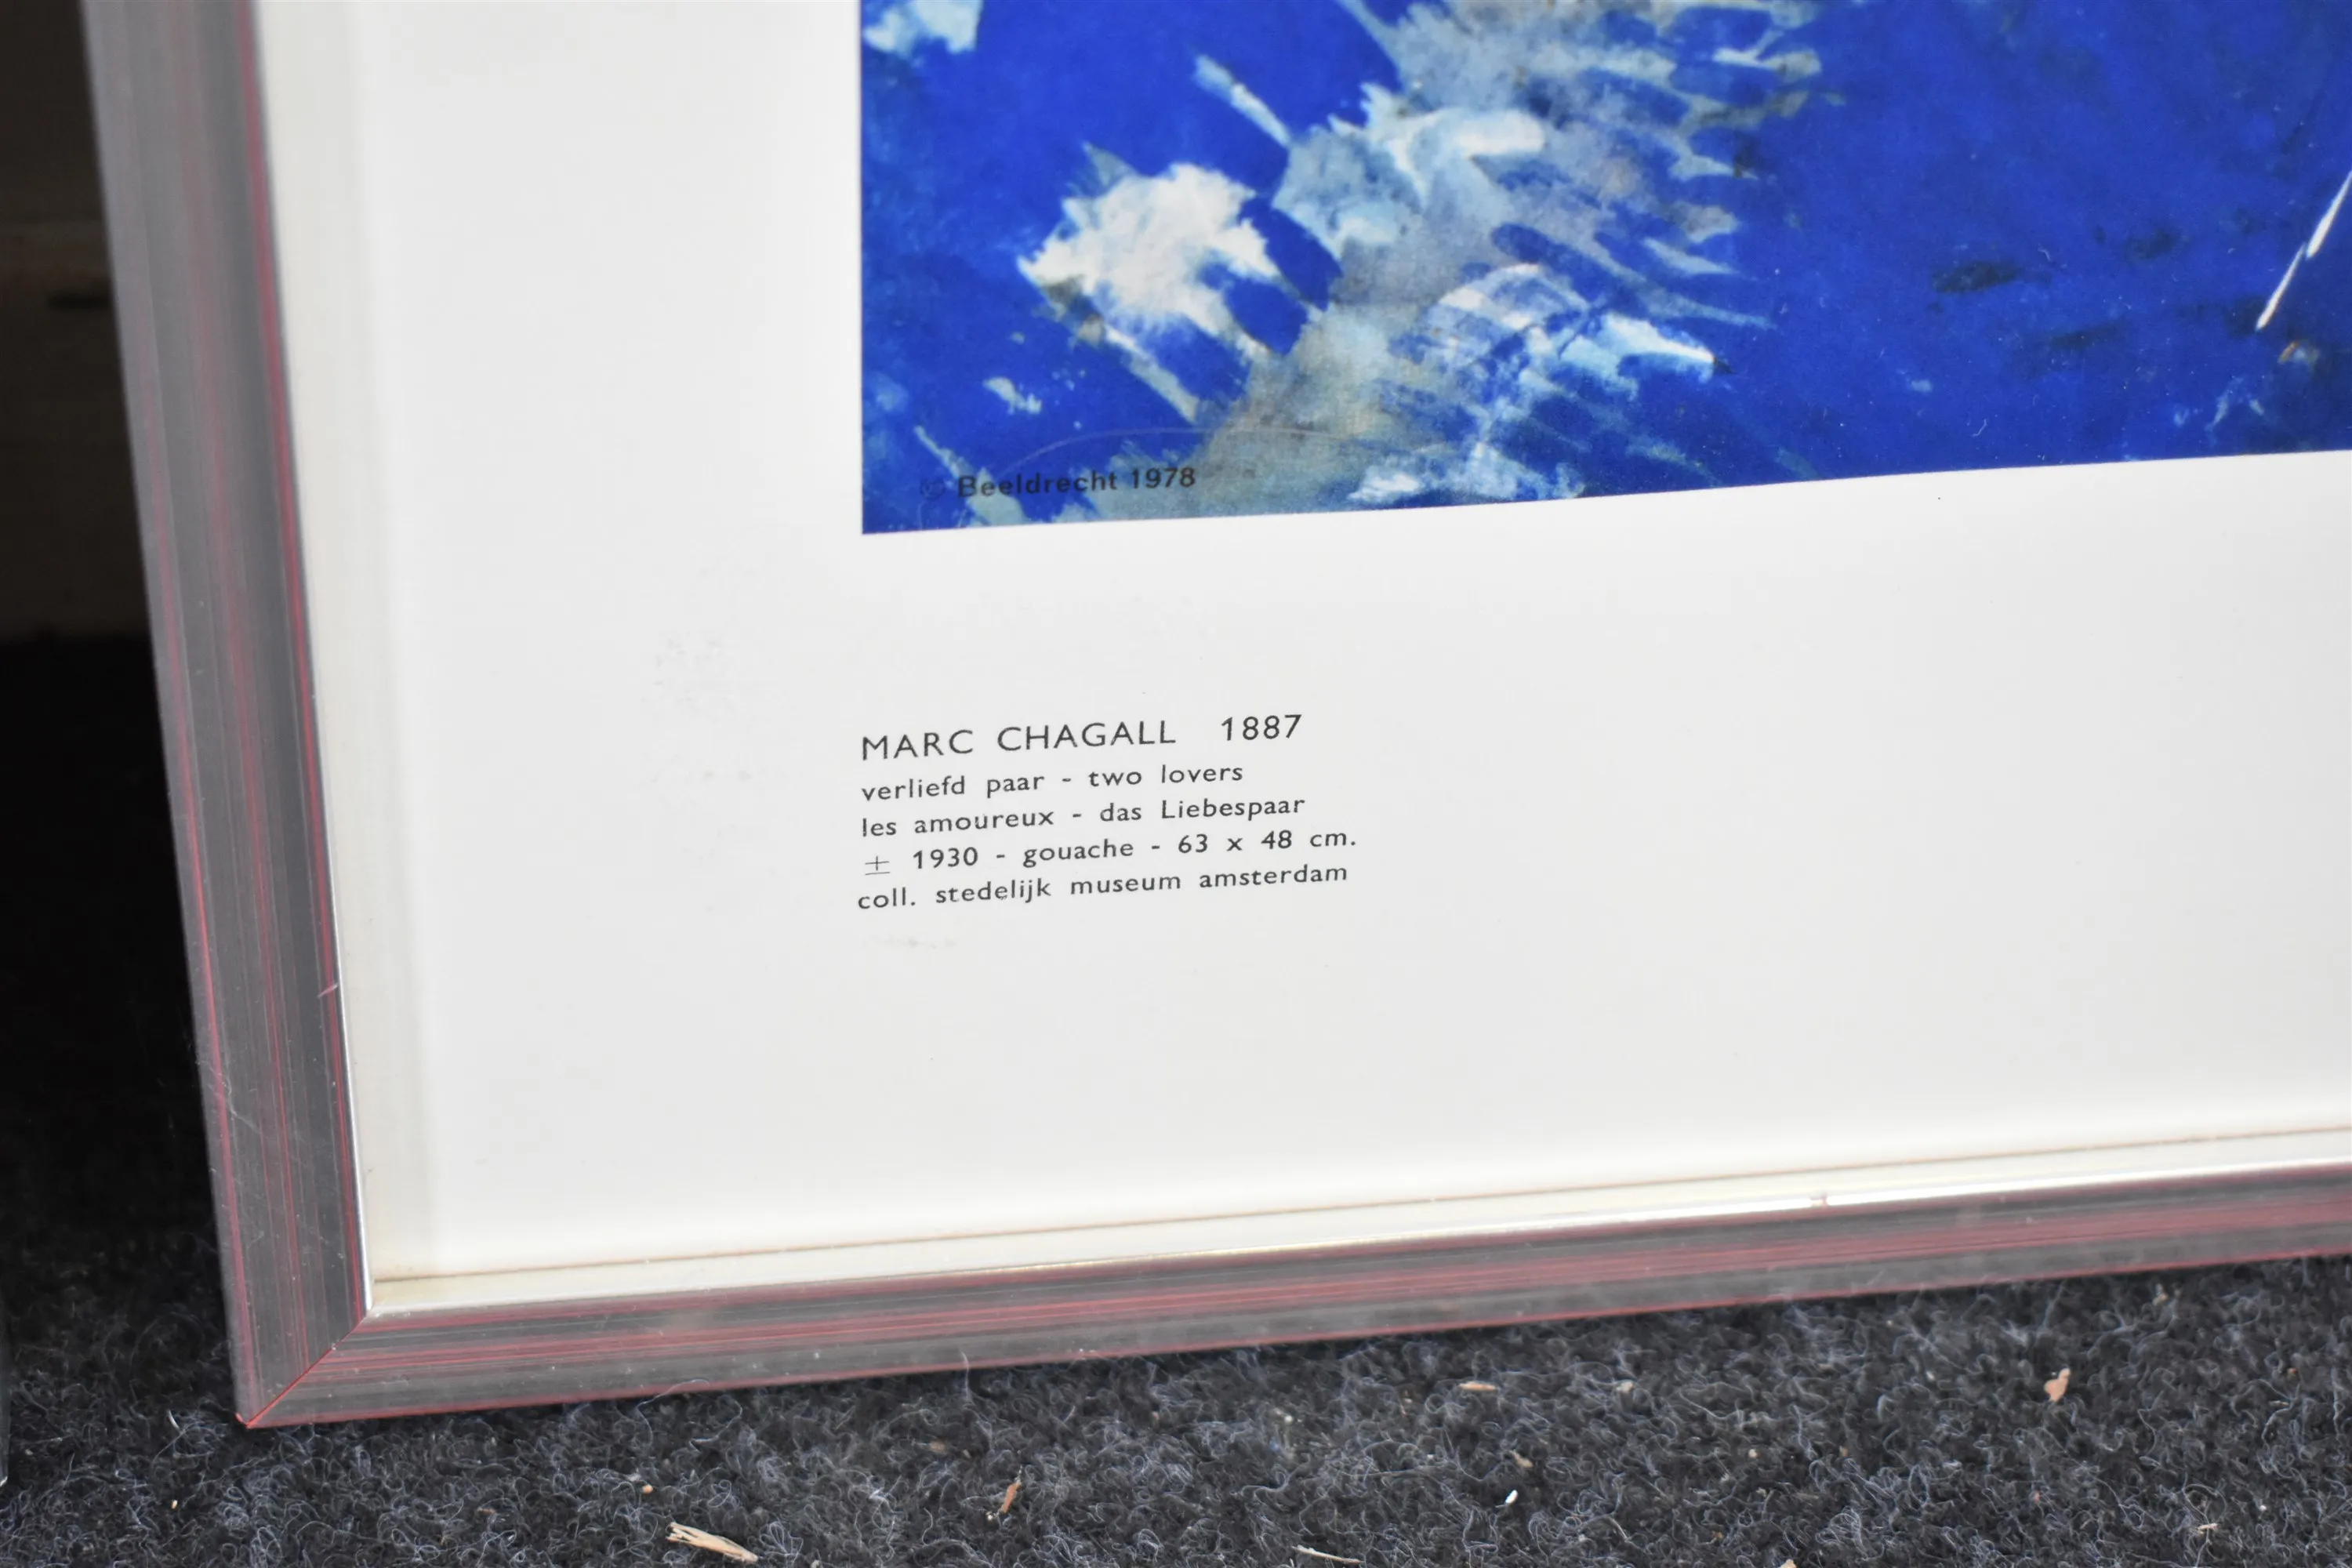 © Beeldrecht 1978
MARC CHAGALL 1887
verliefd paar - two lovers
les amoureux - das Liebespaar
± 1930 - gouache - 63 x 48 cm.
coll. stedelijk museum amsterdam